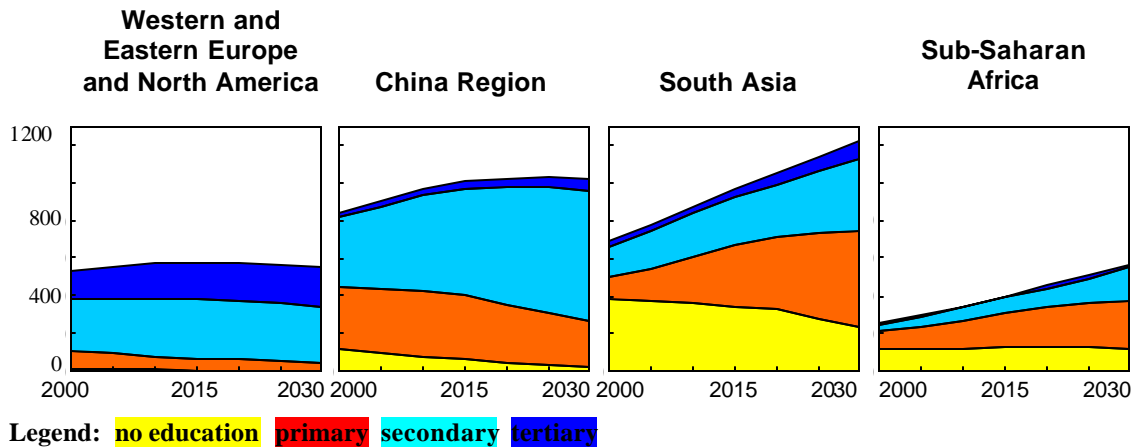 Western and
Eastern Europe
and North America
China Region
South Asia
Sub-Saharan
Africa
1200
800
400
0
2000 2015 2030
2000 2015 2030
2000 2015 2030
2000 2015 2030
Legend: no education primary secondary tertiary